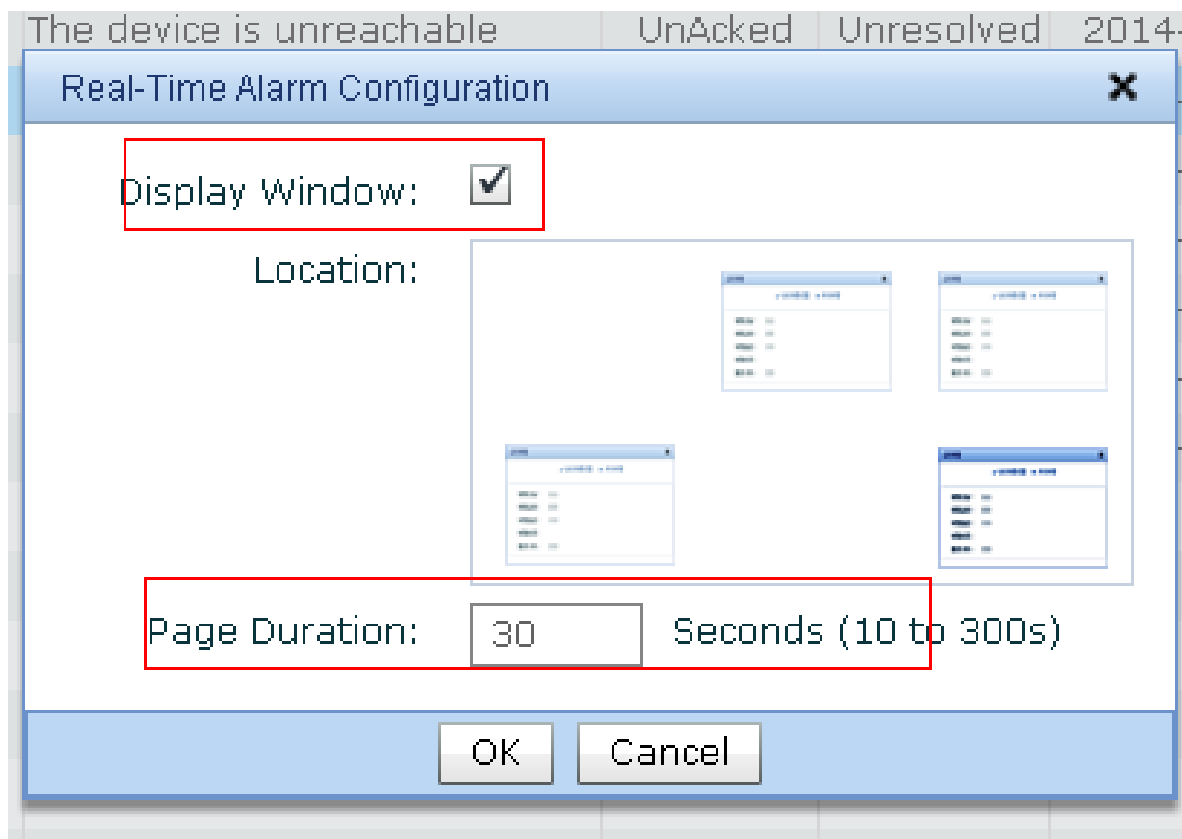 The device is unreachable UnAcked Unresolved 2014-
Real-Time Alarm Configuration
Display Window:
Location:
Page Duration: 30 Seconds (10 to 300s)
OK Cancel